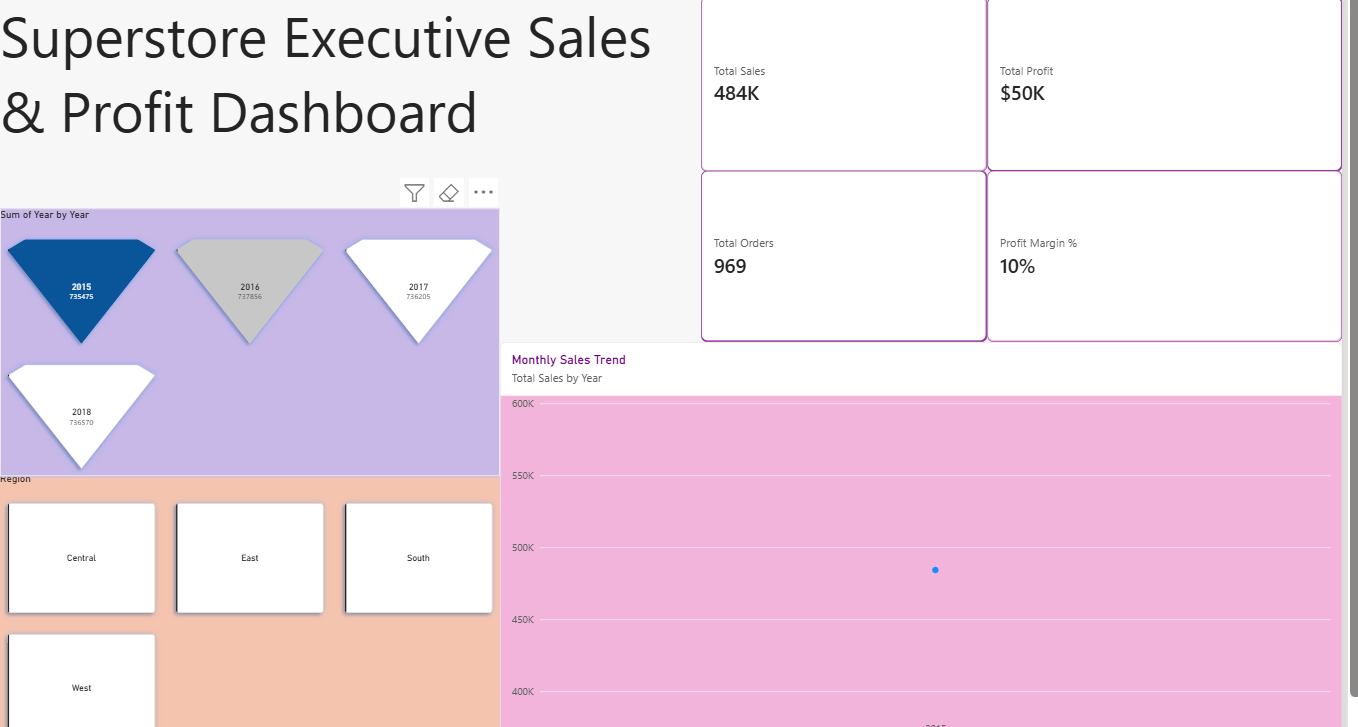 Superstore Executive Sales
& Profit Dashboard
Total Sales
484K
Total Profit
$50K
Total Orders
969
Profit Margin %
10%
Sum of Year by Year
2015
735475
2016
737856
2017
736205
2018
736570
Region
Central
East
South
West
Monthly Sales Trend
Total Sales by Year
600K
550K
500K
450K
400K